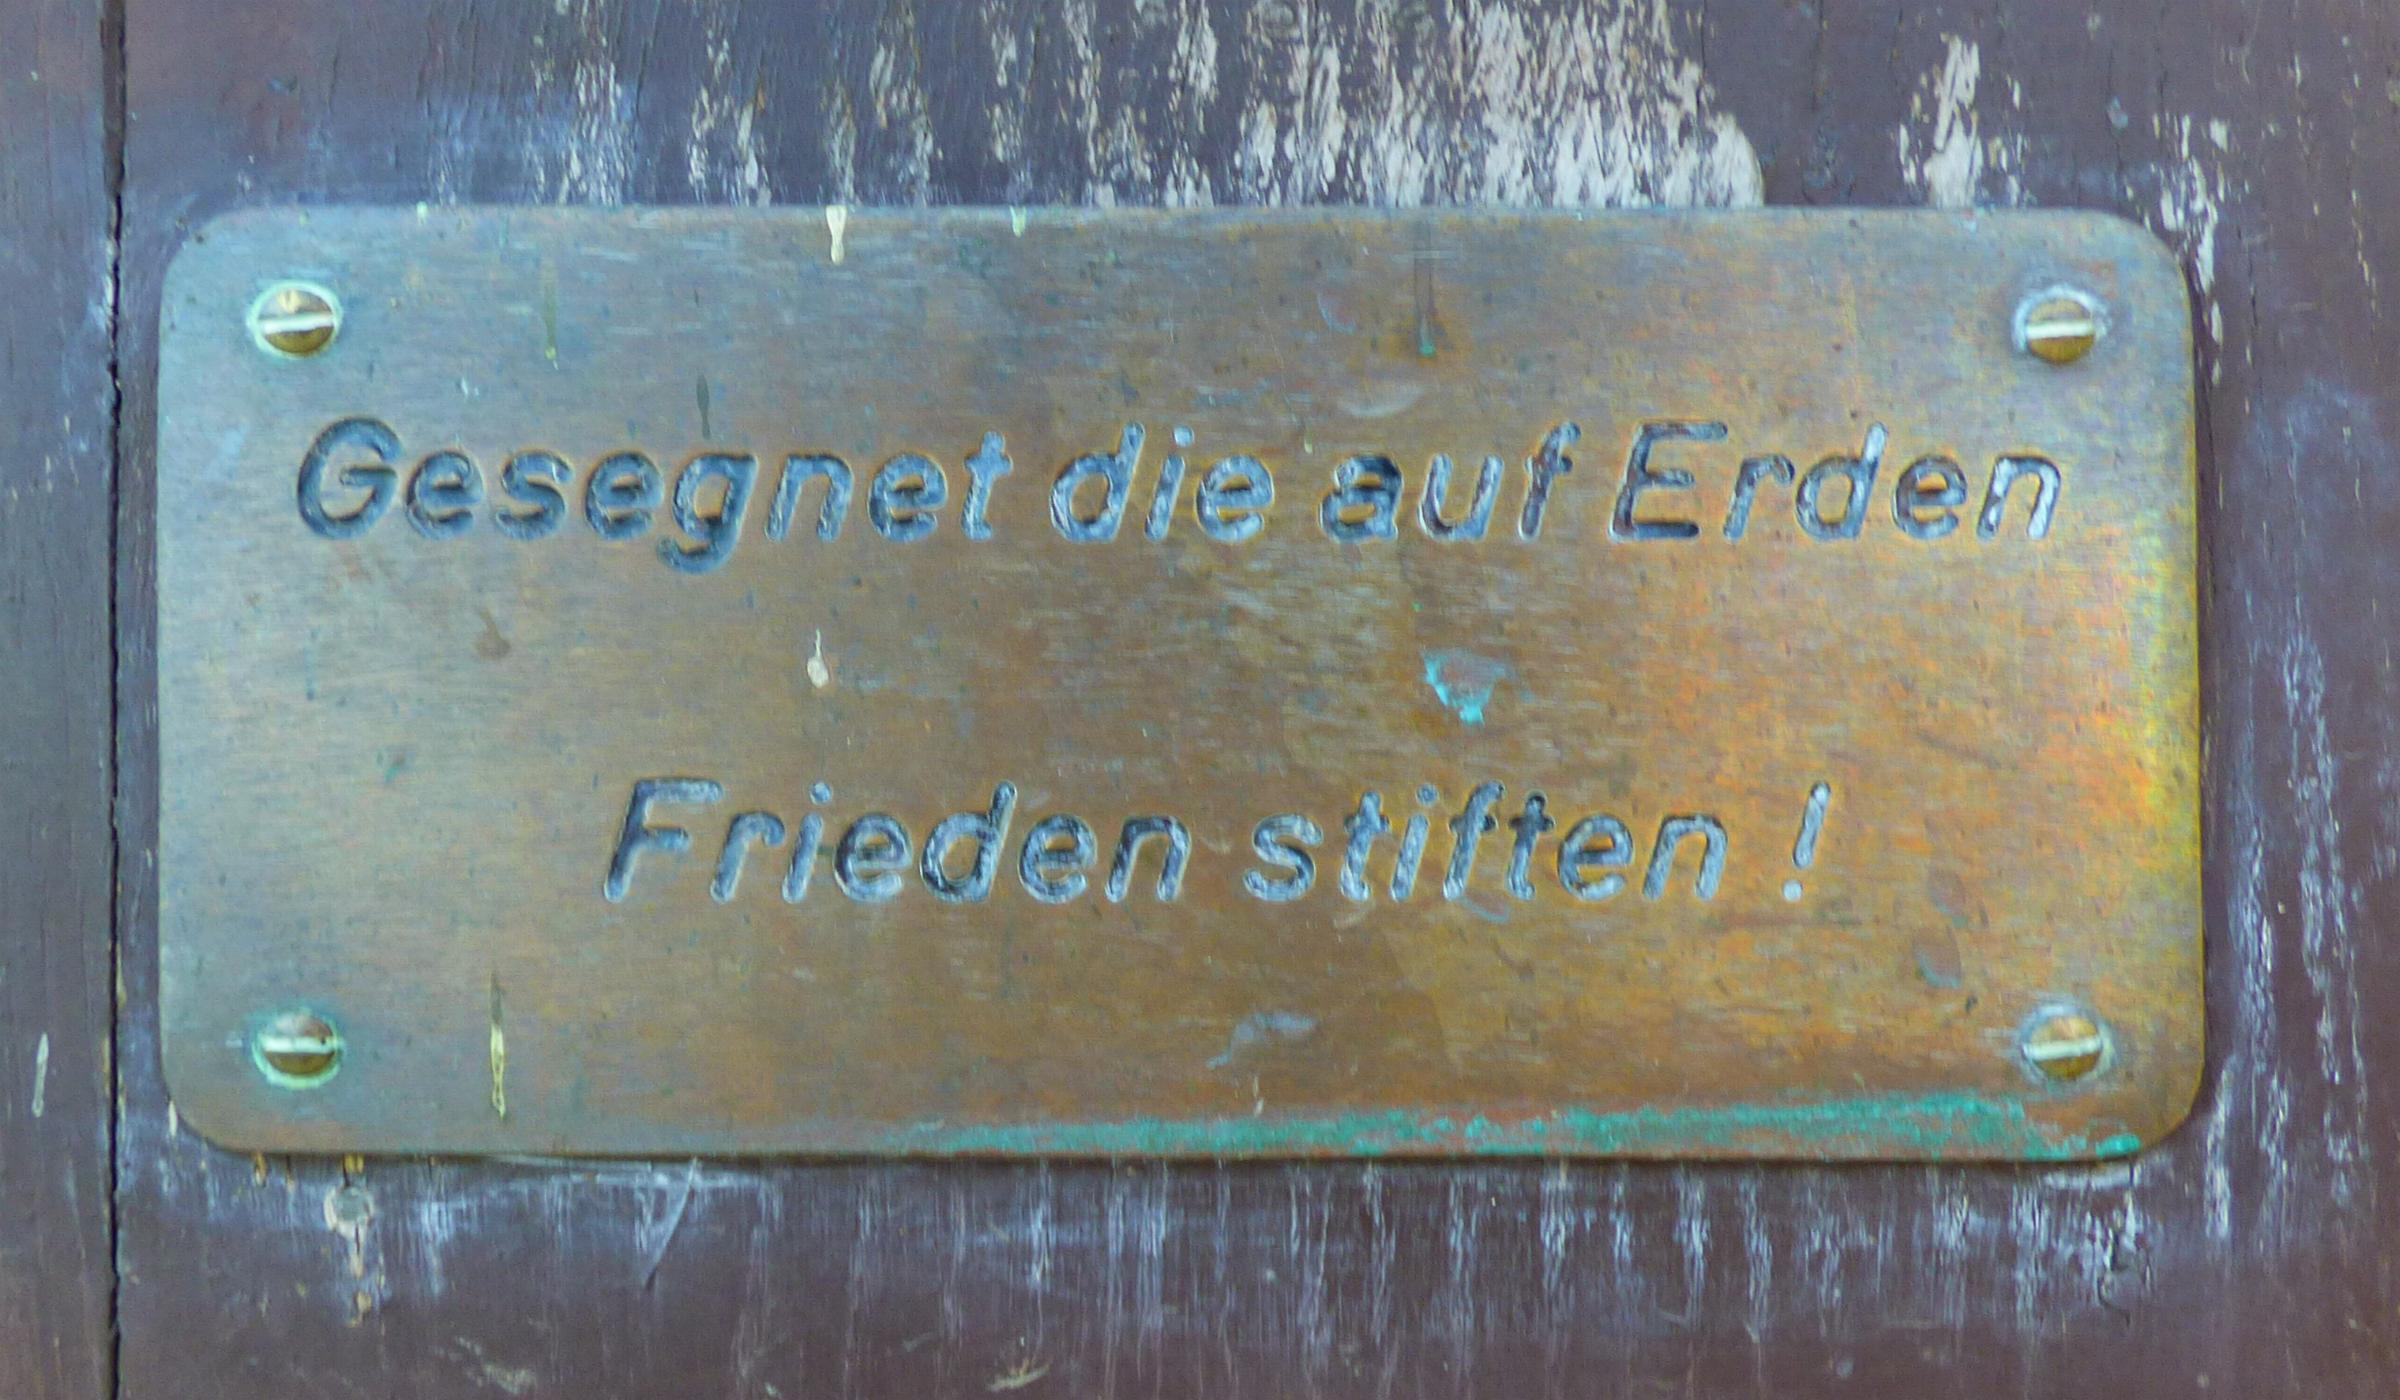 Gesegnet die auf Erden
Frieden stiften !